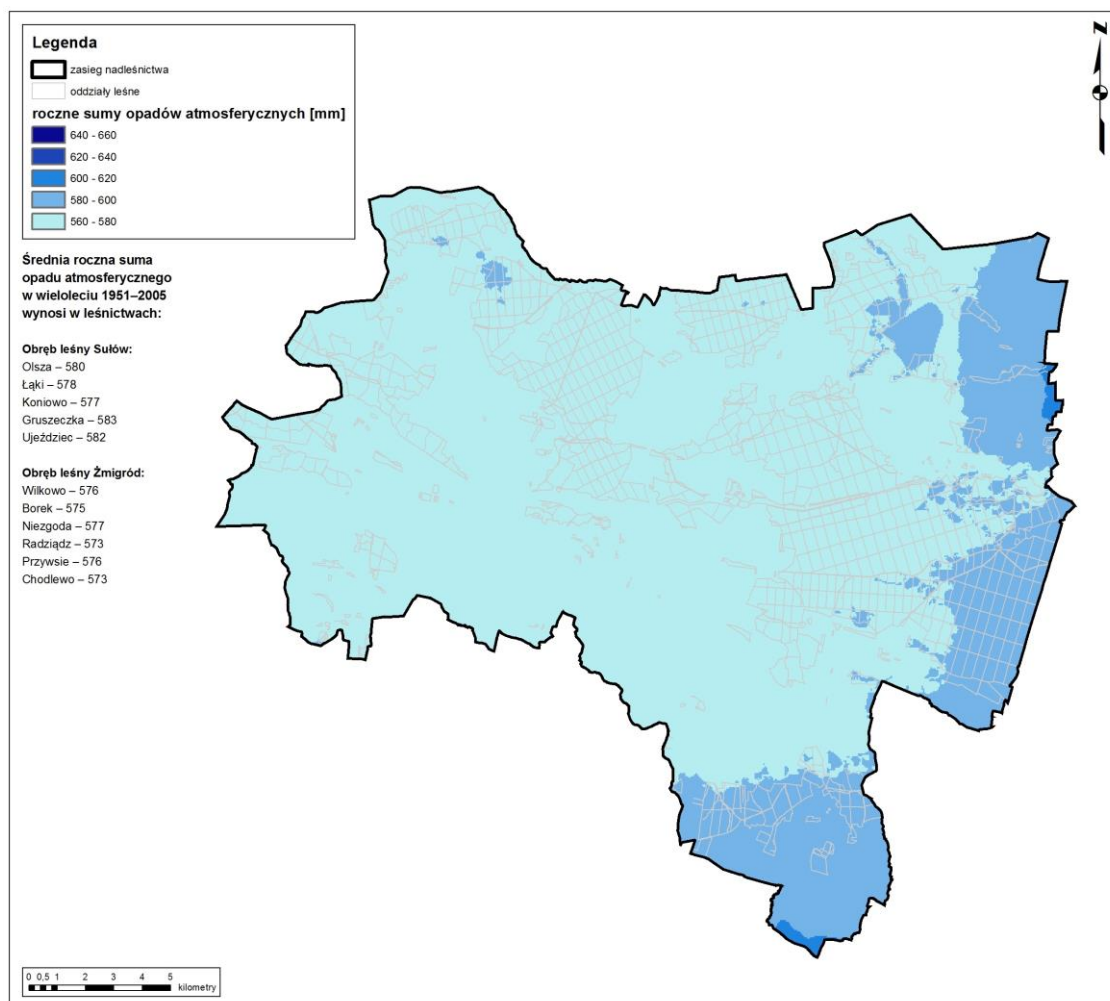 Legenda
zasięg nadleśnictwa
oddziały leśne
roczne sumy opadów atmosferycznych [mm]
640 - 660
620 - 640
600 - 620
580 - 600
560 - 580
Średnia roczna suma
opadu atmosferycznego
w wieloleciu 1951–2005
wynosi w leśnictwach:
Obręb leśny Sułów:
Olsza – 580
Łąki – 578
Koniowo – 577
Gruszeczka – 583
Ujeździec – 582
Obręb leśny Żmigród:
Wilkowo – 576
Borek – 575
Niezgoda – 577
Radziądz – 573
Przywsie – 576
Chodlewo – 573
N
0 0,5 1 2 3 4 5
kilometry